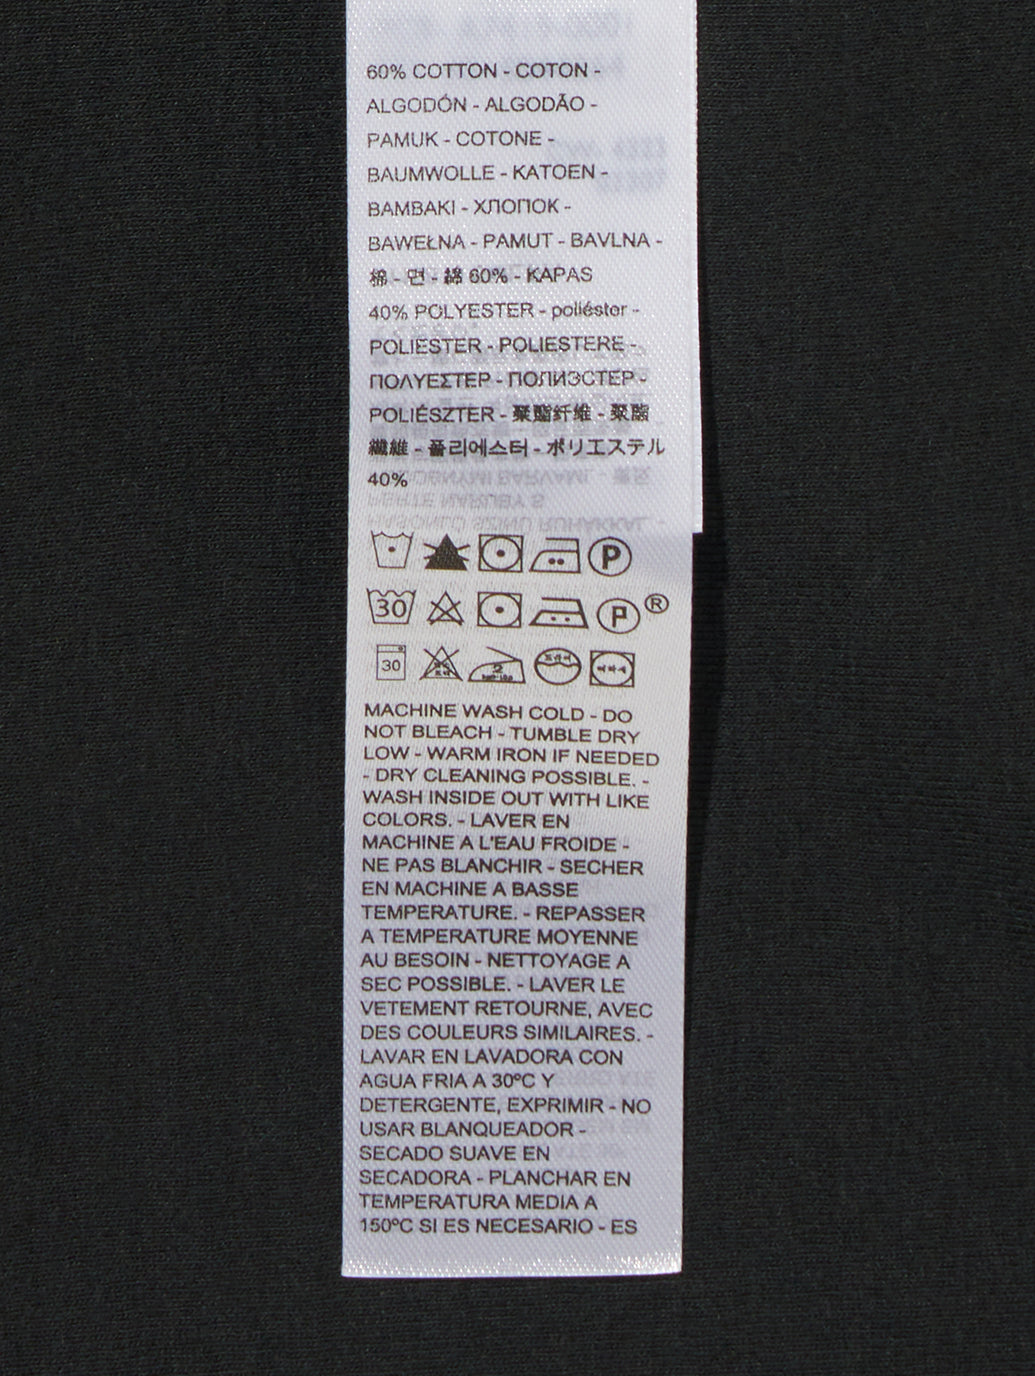 60% COTTON - COTON -
ALGODÓN - ALGODÃO -
PAMUK - COTONE -
BAUMWOLLE - KATOEN -
BAMBAKI - ХЛОПОК -
BAWEŁNA - PAMUT - BAVLNA -
棉 - 면 - 綿 60% - KAPAS
40% POLYESTER - poliéster -
POLIESTER - POLIESTERE -
ΠΟΛΥΕΣΤΕΡ - ПОЛИЭСТЕР -
POLIÉSZTER - 聚酯纤维 - 聚酯
纖維 - 폴리에스터 - ポリエステル
40%
P
30 P ®
30 2
MACHINE WASH COLD - DO
NOT BLEACH - TUMBLE DRY
LOW - WARM IRON IF NEEDED
- DRY CLEANING POSSIBLE. -
WASH INSIDE OUT WITH LIKE
COLORS. - LAVER EN
MACHINE A L'EAU FROIDE -
NE PAS BLANCHIR - SECHER
EN MACHINE A BASSE
TEMPERATURE. - REPASSER
A TEMPERATURE MOYENNE
AU BESOIN - NETTOYAGE A
SEC POSSIBLE. - LAVER LE
VETEMENT RETOURNE, AVEC
DES COULEURS SIMILAIRES. -
LAVAR EN LAVADORA CON
AGUA FRIA A 30ºC Y
DETERGENTE, EXPRIMIR - NO
USAR BLANQUEADOR -
SECADO SUAVE EN
SECADORA - PLANCHAR EN
TEMPERATURA MEDIA A
150ºC SI ES NECESARIO - ES